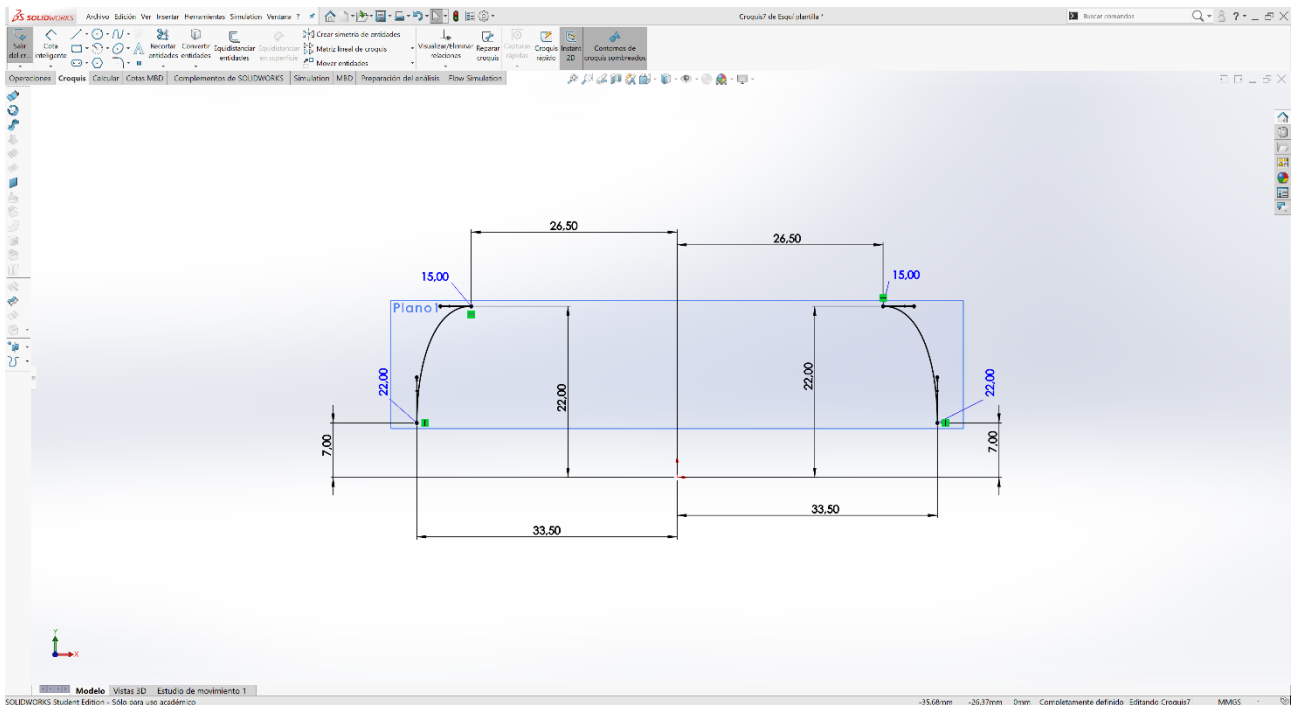 SOLIDWORKS Archivo Edición Ver Insertar Herramientas Simulation Ventana ? Croquis7 de Esquí plantilla * Buscar comandos
Salir del cr... Cota inteligente Recortar entidades Convertir entidades Equidistanciar entidades Equidistanciar en superficie Crear simetría de entidades Matriz lineal de croquis Mover entidades Visualizar/Eliminar relaciones Reparar croquis Capturas rápidas Croquis rápido Instant 2D Contornos de croquis sombreados
Operaciones Croquis Calcular Cotas MBD Complementos de SOLIDWORKS Simulation MBD Preparación del análisis Flow Simulation
26,50
26,50
15,00
15,00
Plano1
22,00
22,00
22,00
22,00
7,00
7,00
33,50
33,50
Y
X
Modelo Vistas 3D Estudio de movimiento 1
SOLIDWORKS Student Edition - Sólo para uso académico -35,68mm -26,37mm 0mm Completamente definido Editando Croquis7 MMGS